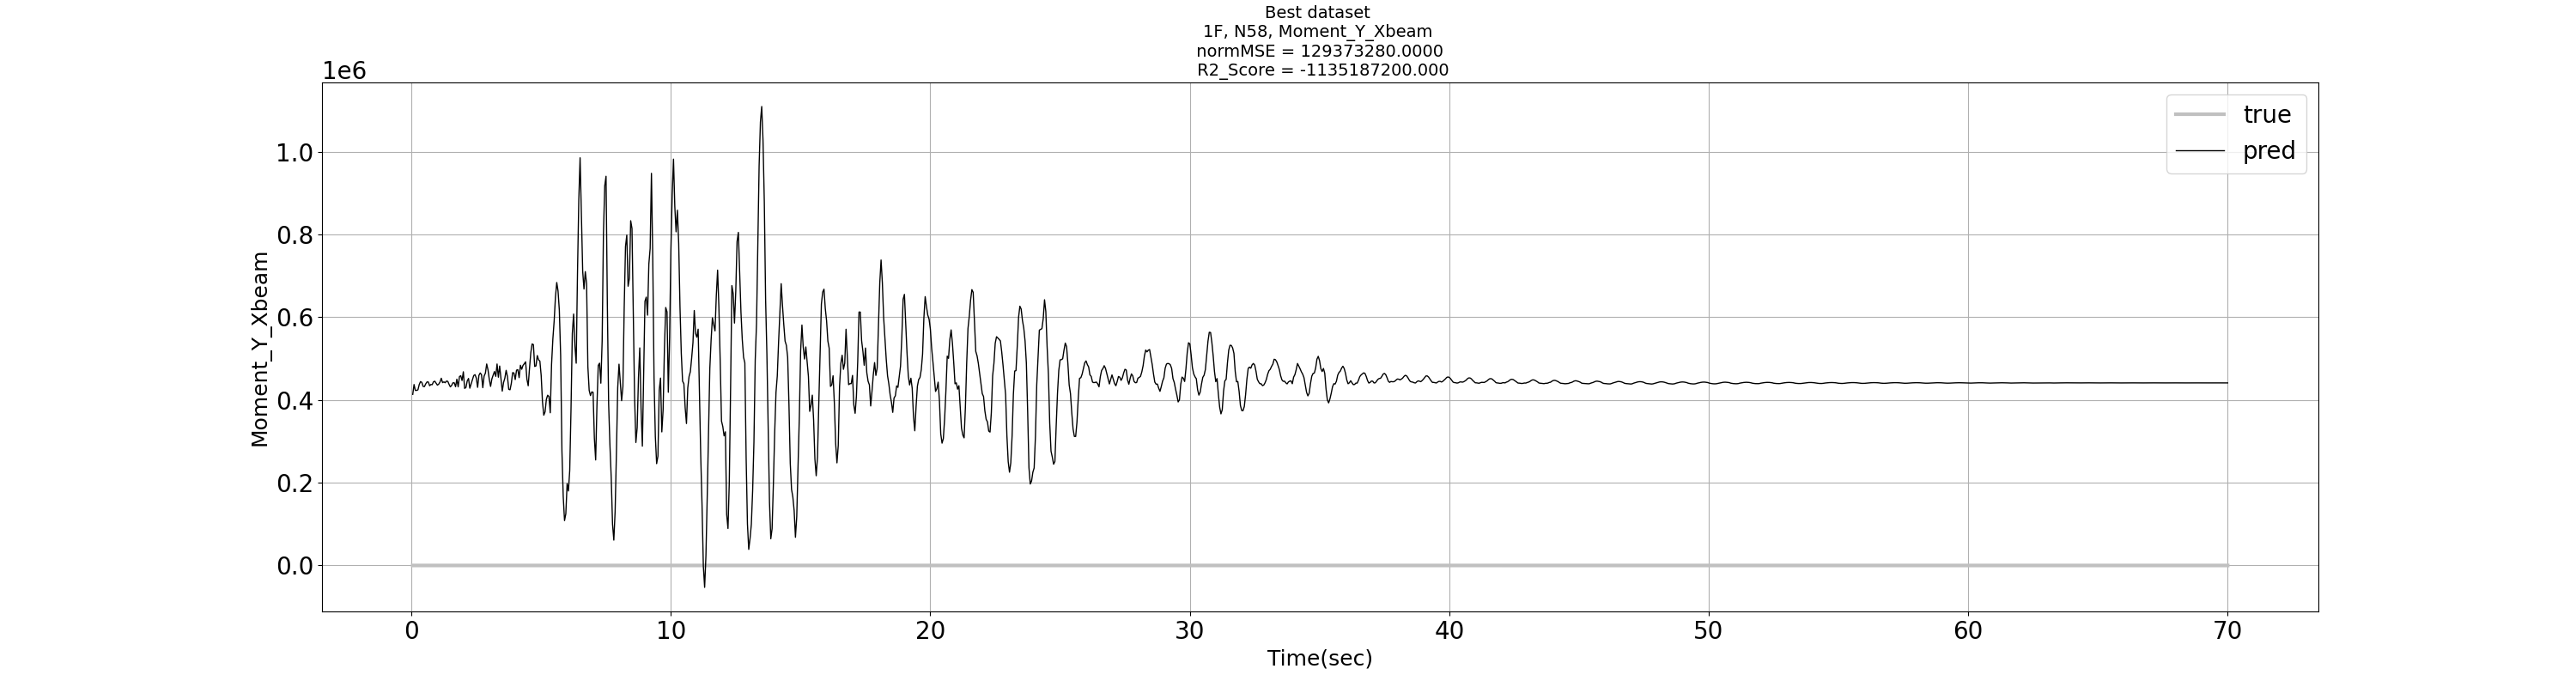 Best dataset
1F, N58, Moment_Y_Xbeam
normMSE = 129373280.0000
R2_Score = -1135187200.000
1e6
true
pred
1.0
0.8
0.6
0.4
0.2
0.0
Moment_Y_Xbeam
0 10 20 30 40 50 60 70
Time(sec)